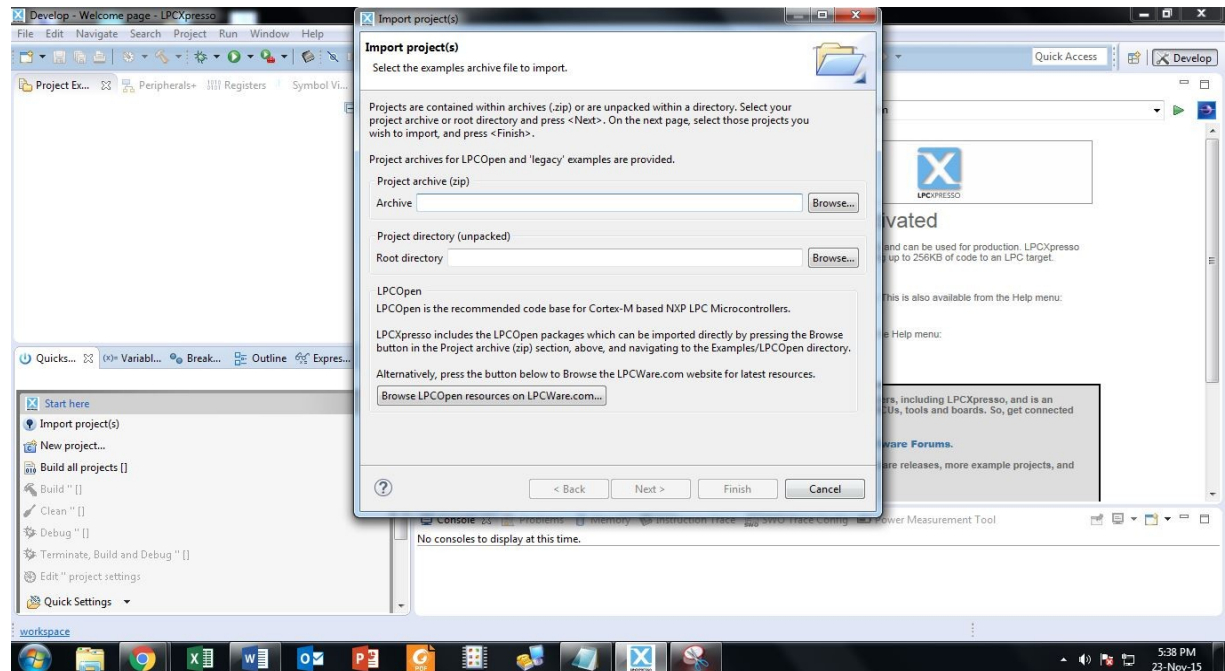 Develop - Welcome page - LPCXpresso
File Edit Navigate Search Project Run Window Help
Quick Access
Develop
Project Ex...
Peripherals+
Registers
Symbol Vi...
Import project(s)
Import project(s)
Select the examples archive file to import.
Projects are contained within archives (.zip) or are unpacked within a directory. Select your
project archive or root directory and press <Next>. On the next page, select those projects you
wish to import, and press <Finish>.
Project archives for LPCOpen and 'legacy' examples are provided.
Project archive (zip)
Archive
Browse...
Project directory (unpacked)
Root directory
Browse...
LPCOpen
LPCOpen is the recommended code base for Cortex-M based NXP LPC Microcontrollers.
LPCXpresso includes the LPCOpen packages which can be imported directly by pressing the Browse
button in the Project archive (zip) section, above, and navigating to the Examples/LPCOpen directory.
Alternatively, press the button below to Browse the LPCWare.com website for latest resources.
Browse LPCOpen resources on LPCWare.com...
< Back
Next >
Finish
Cancel
LPCXPRESSO
ivated
and can be used for production. LPCXpresso
up to 256KB of code to an LPC target.
This is also available from the Help menu:
e Help menu:
ers, including LPCXpresso, and is an
CUs, tools and boards. So, get connected
ware Forums.
are releases, more example projects, and
Quicks...
(x)= Variabl...
Break...
Outline
Expres...
Start here
Import project(s)
New project...
Build all projects []
Build '' []
Clean '' []
Debug '' []
Terminate, Build and Debug '' []
Edit '' project settings
Quick Settings
Console
Problems
Memory
Instruction Trace
SWO Trace Config
Power Measurement Tool
No consoles to display at this time.
workspace
5:38 PM
23-Nov-15